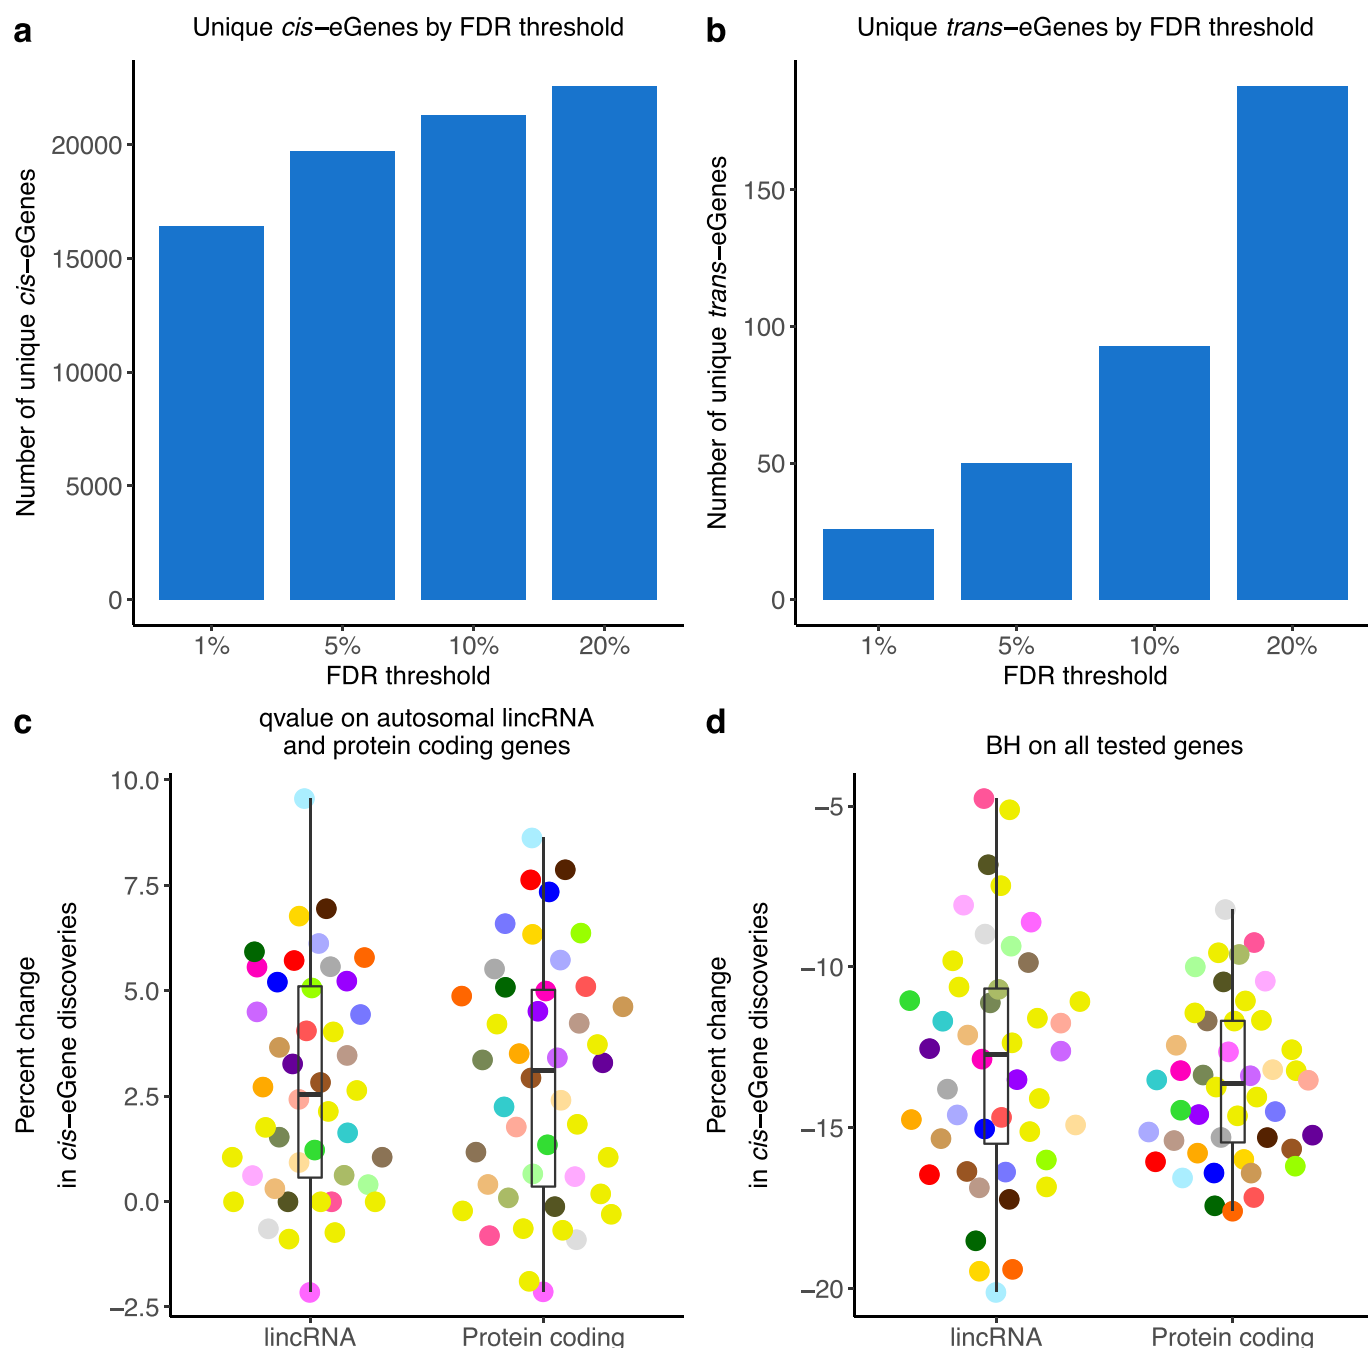 a
Unique cis−eGenes by FDR threshold
Number of unique cis−eGenes
20000
15000
10000
5000
0
1% 5% 10% 20%
FDR threshold
b
Unique trans−eGenes by FDR threshold
Number of unique trans−eGenes
150
100
50
0
1% 5% 10% 20%
FDR threshold
c
qvalue on autosomal lincRNA
and protein coding genes
Percent change
in cis−eGene discoveries
10.0
7.5
5.0
2.5
0.0
−2.5
lincRNA Protein coding
d
BH on all tested genes
Percent change
in cis−eGene discoveries
−5
−10
−15
−20
lincRNA Protein coding